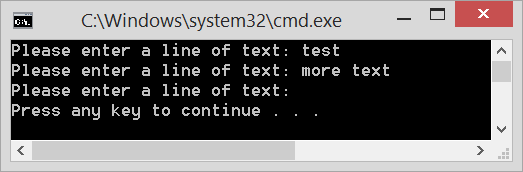 C:\Windows\system32\cmd.exe
Please enter a line of text: test
Please enter a line of text: more text
Please enter a line of text:
Press any key to continue . . .